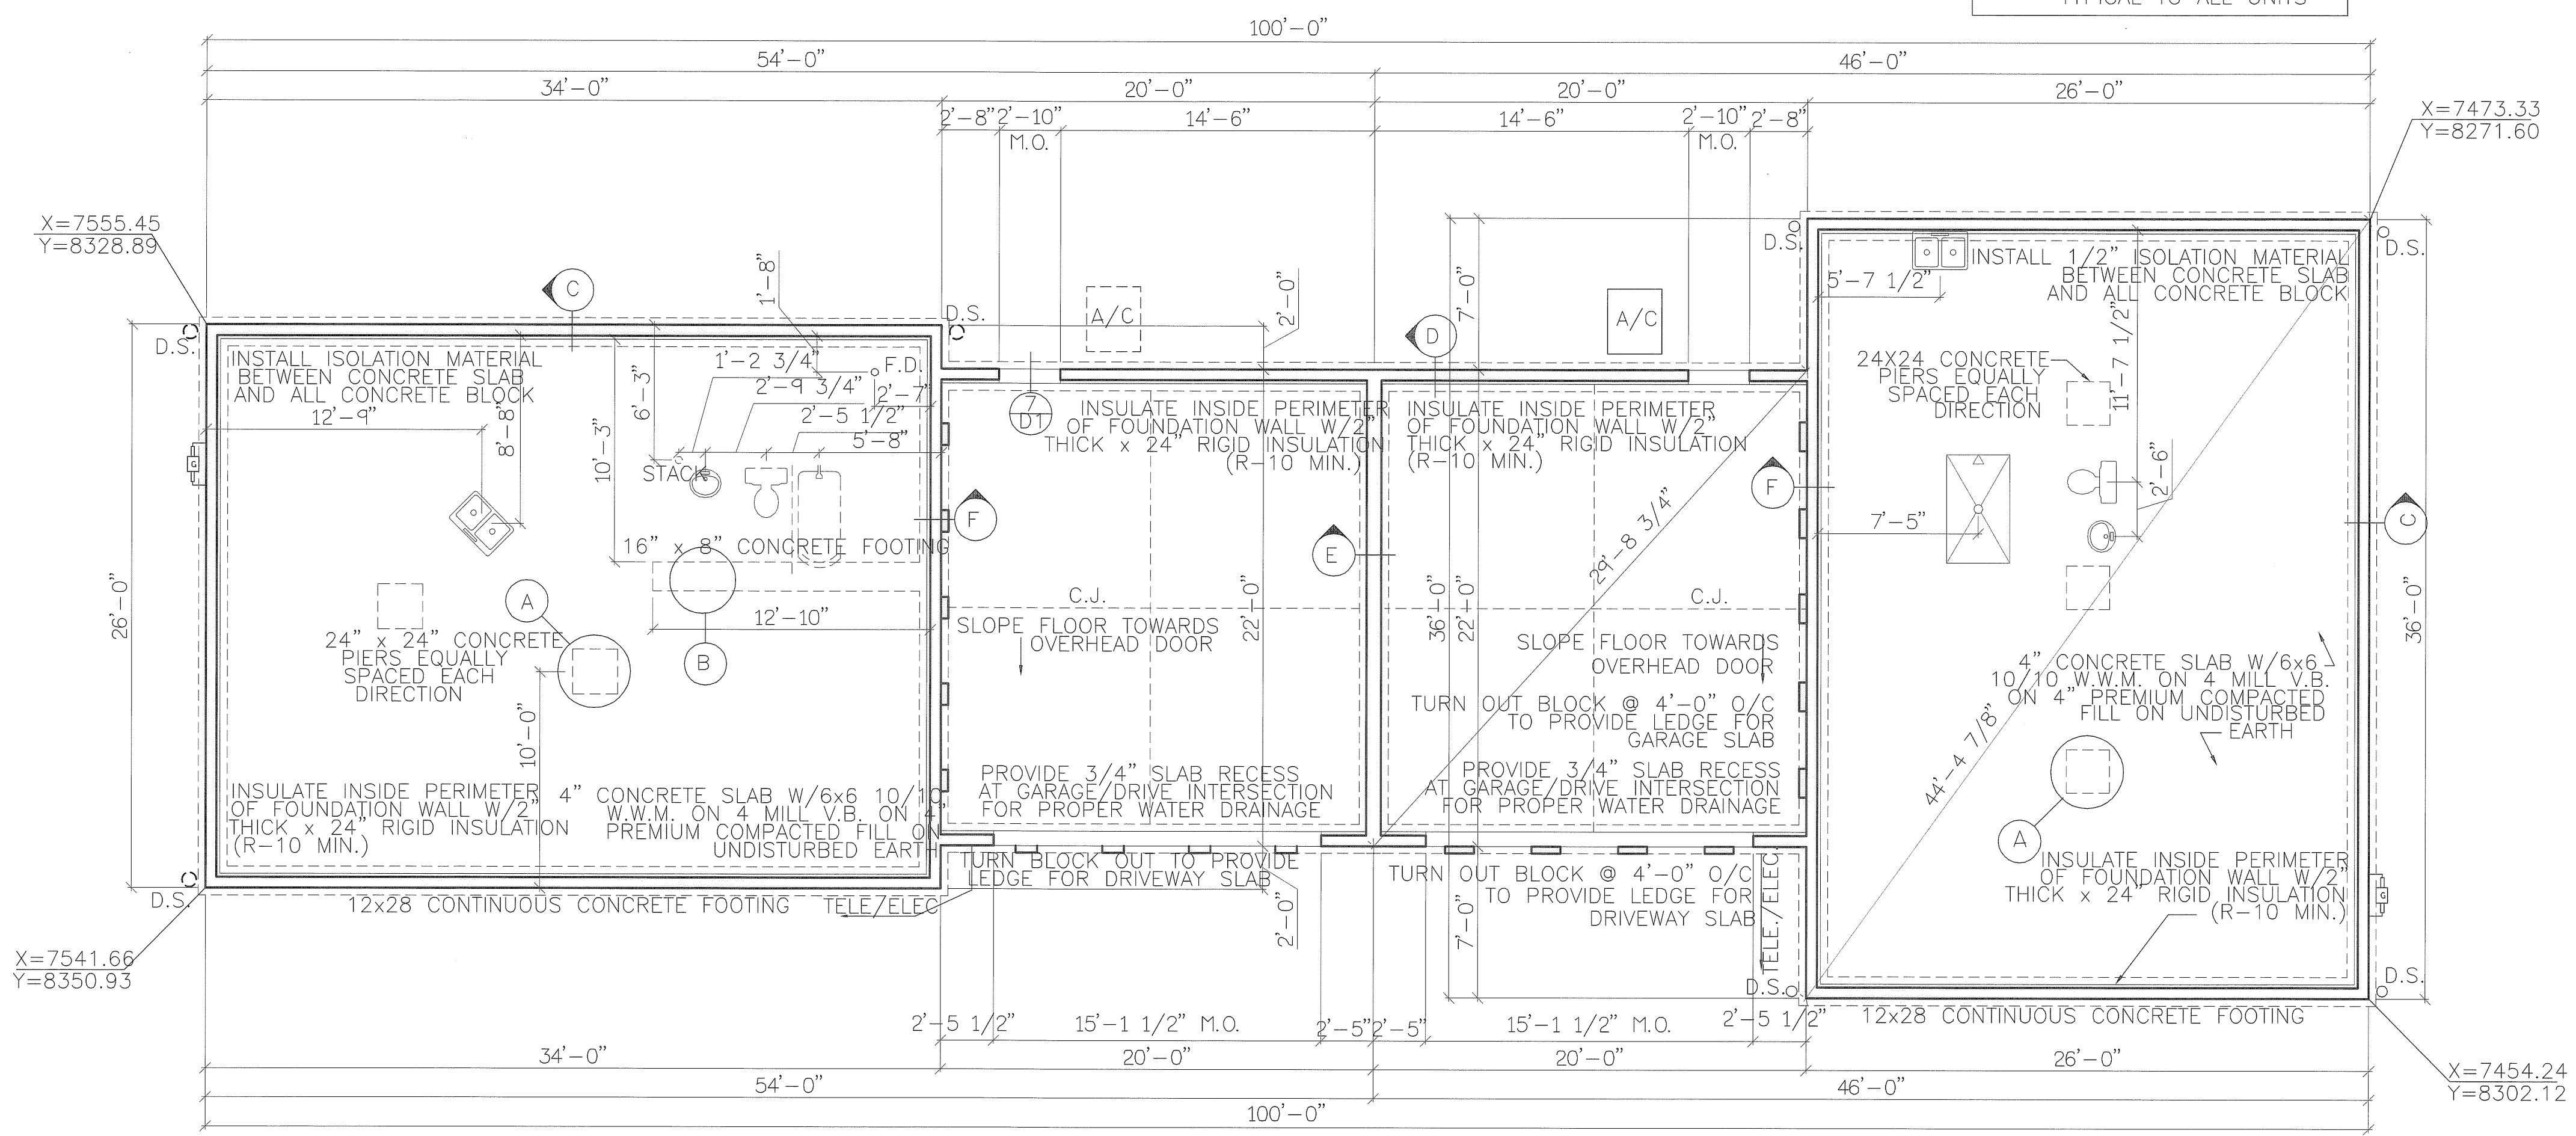 TYPICAL TO ALL UNITS
100'-0"
54'-0"
46'-0"
34'-0"
20'-0"
20'-0"
26'-0"
2'-8"
2'-10"
M.O.
14'-6"
14'-6"
2'-10"
M.O.
2'-8"
X=7473.33
Y=8271.60
X=7555.45
Y=8328.89
C
1'-8"
D.S.
A/C
2'-0"
D
7'-0"
A/C
D.S.
D.S.
INSTALL 1/2" ISOLATION MATERIAL
BETWEEN CONCRETE SLAB
AND ALL CONCRETE BLOCK
5'-7 1/2"
11'-7 1/2"
D.S.
INSTALL ISOLATION MATERIAL
BETWEEN CONCRETE SLAB
AND ALL CONCRETE BLOCK
12'-9"
8'-8"
10'-3"
6'-3"
1'-2 3/4"
2'-9 3/4"
2'-5 1/2"
5'-8"
F.D.
2'-7"
STACK
7
D1
INSULATE INSIDE PERIMETER
OF FOUNDATION WALL W/2"
THICK x 24" RIGID INSULATION
(R-10 MIN.)
INSULATE INSIDE PERIMETER
OF FOUNDATION WALL W/2"
THICK x 24" RIGID INSULATION
(R-10 MIN.)
24X24 CONCRETE
PIERS EQUALLY
SPACED EACH
DIRECTION
G
F
F
2'-6"
7'-5"
C
16" x 8" CONCRETE FOOTING
E
29'-8 3/4"
26'-0"
A
12'-10"
B
C.J.
22'-0"
36'-0"
22'-0"
C.J.
36'-0"
24" x 24" CONCRETE
PIERS EQUALLY
SPACED EACH
DIRECTION
SLOPE FLOOR TOWARDS
OVERHEAD DOOR
SLOPE FLOOR TOWARDS
OVERHEAD DOOR
TURN OUT BLOCK @ 4'-0" O/C
TO PROVIDE LEDGE FOR
GARAGE SLAB
4" CONCRETE SLAB W/6x6
10/10 W.W.M. ON 4 MILL V.B.
ON 4" PREMIUM COMPACTED
FILL ON UNDISTURBED
EARTH
10'-0"
44'-4 7/8"
PROVIDE 3/4" SLAB RECESS
AT GARAGE/DRIVE INTERSECTION
FOR PROPER WATER DRAINAGE
PROVIDE 3/4" SLAB RECESS
AT GARAGE/DRIVE INTERSECTION
FOR PROPER WATER DRAINAGE
INSULATE INSIDE PERIMETER
OF FOUNDATION WALL W/2"
THICK x 24" RIGID INSULATION
(R-10 MIN.)
4" CONCRETE SLAB W/6x6 10/10
W.W.M. ON 4 MILL V.B. ON 4"
PREMIUM COMPACTED FILL ON
UNDISTURBED EARTH
A
INSULATE INSIDE PERIMETER
OF FOUNDATION WALL W/2"
THICK x 24" RIGID INSULATION
(R-10 MIN.)
G
TURN BLOCK OUT TO PROVIDE
LEDGE FOR DRIVEWAY SLAB
TURN OUT BLOCK @ 4'-0" O/C
TO PROVIDE LEDGE FOR
DRIVEWAY SLAB
D.S.
12x28 CONTINUOUS CONCRETE FOOTING
TELE/ELEC
2'-0"
7'-0"
TELE./ELEC.
D.S.
D.S.
X=7541.66
Y=8350.93
2'-5 1/2"
15'-1 1/2" M.O.
2'-5"
2'-5"
15'-1 1/2" M.O.
2'-5 1/2"
12x28 CONTINUOUS CONCRETE FOOTING
34'-0"
20'-0"
20'-0"
26'-0"
X=7454.24
Y=8302.12
54'-0"
46'-0"
100'-0"